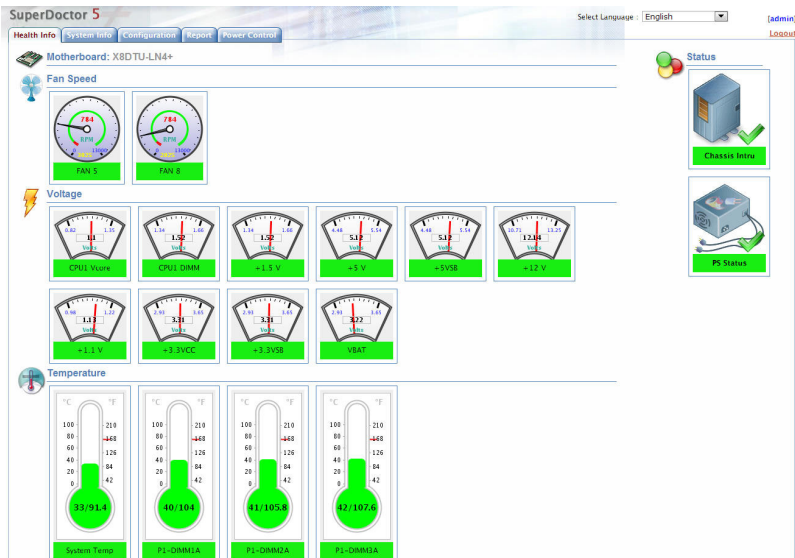 SuperDoctor 5
Select Language : English
[admin]
Logout
Health Info System Info Configuration Report Power Control
Motherboard: X8DTU-LN4+
Status
Fan Speed
784 784
RPM RPM
0 0
FAN 5 FAN 8
Chassis Intru
Voltage
0.82 1.35 1.34 1.66 1.34 1.66 4.48 5.54 4.48 5.54 10.71 13.25
1.1 1.52 1.52 5.12 5.12 12.14
Volts Volts Volts Volts Volts Volts
CPU1 Vcore CPU1 DIMM +1.5 V +5 V +5VSB +12 V
PS Status
0.98 1.22 2.93 3.65 2.93 3.65 2.93 3.65
1.13 3.31 3.31 3.22
Volts Volts Volts Volts
+1.1 V +3.3VCC +3.3VSB VBAT
Temperature
°C °F °C °F °C °F °C °F
100 210 100 210 100 210 100 210
80 168 80 168 80 168 80 168
60 126 60 126 60 126 60 126
40 84 40 84 40 84 40 84
20 42 20 42 20 42 20 42
0 0 0 0
33/91.4 40/104 41/105.8 42/107.6
System Temp P1-DIMM1A P1-DIMM2A P1-DIMM3A